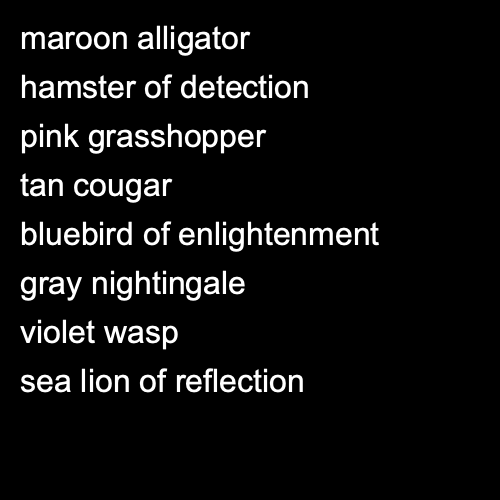 maroon alligator
hamster of detection
pink grasshopper
tan cougar
bluebird of enlightenment
gray nightingale
violet wasp
sea lion of reflection